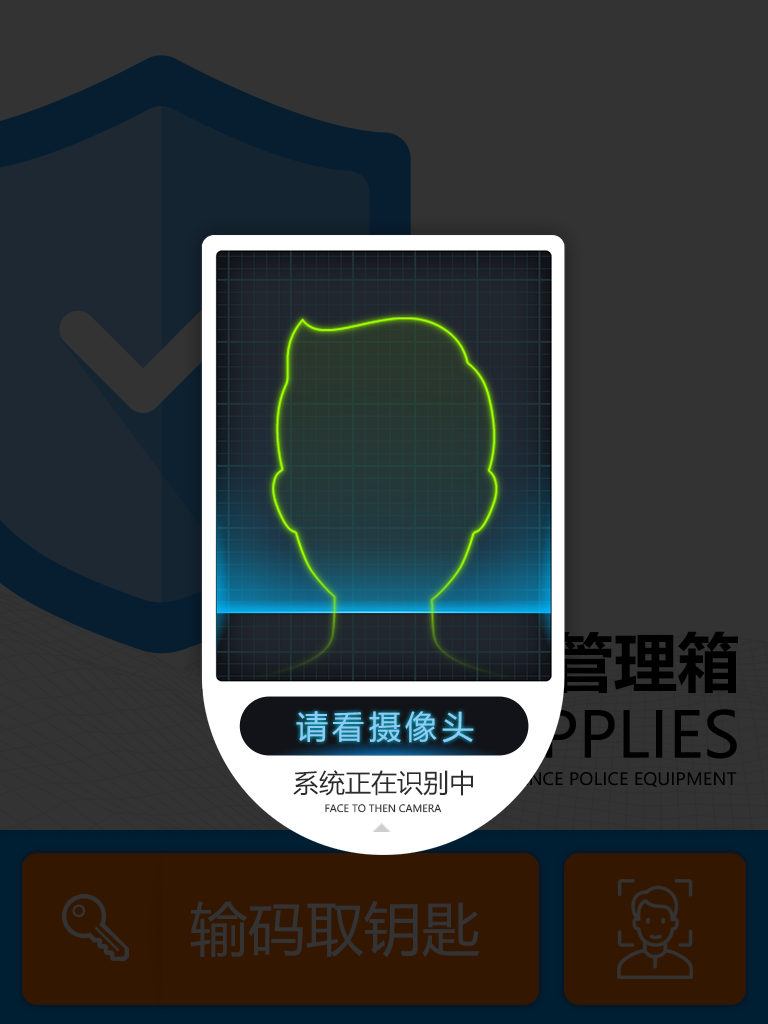 管理箱
PPLIES
NCE POLICE EQUIPMENT
请看摄像头
系统正在识别中
FACE TO THEN CAMERA
输码取钥匙